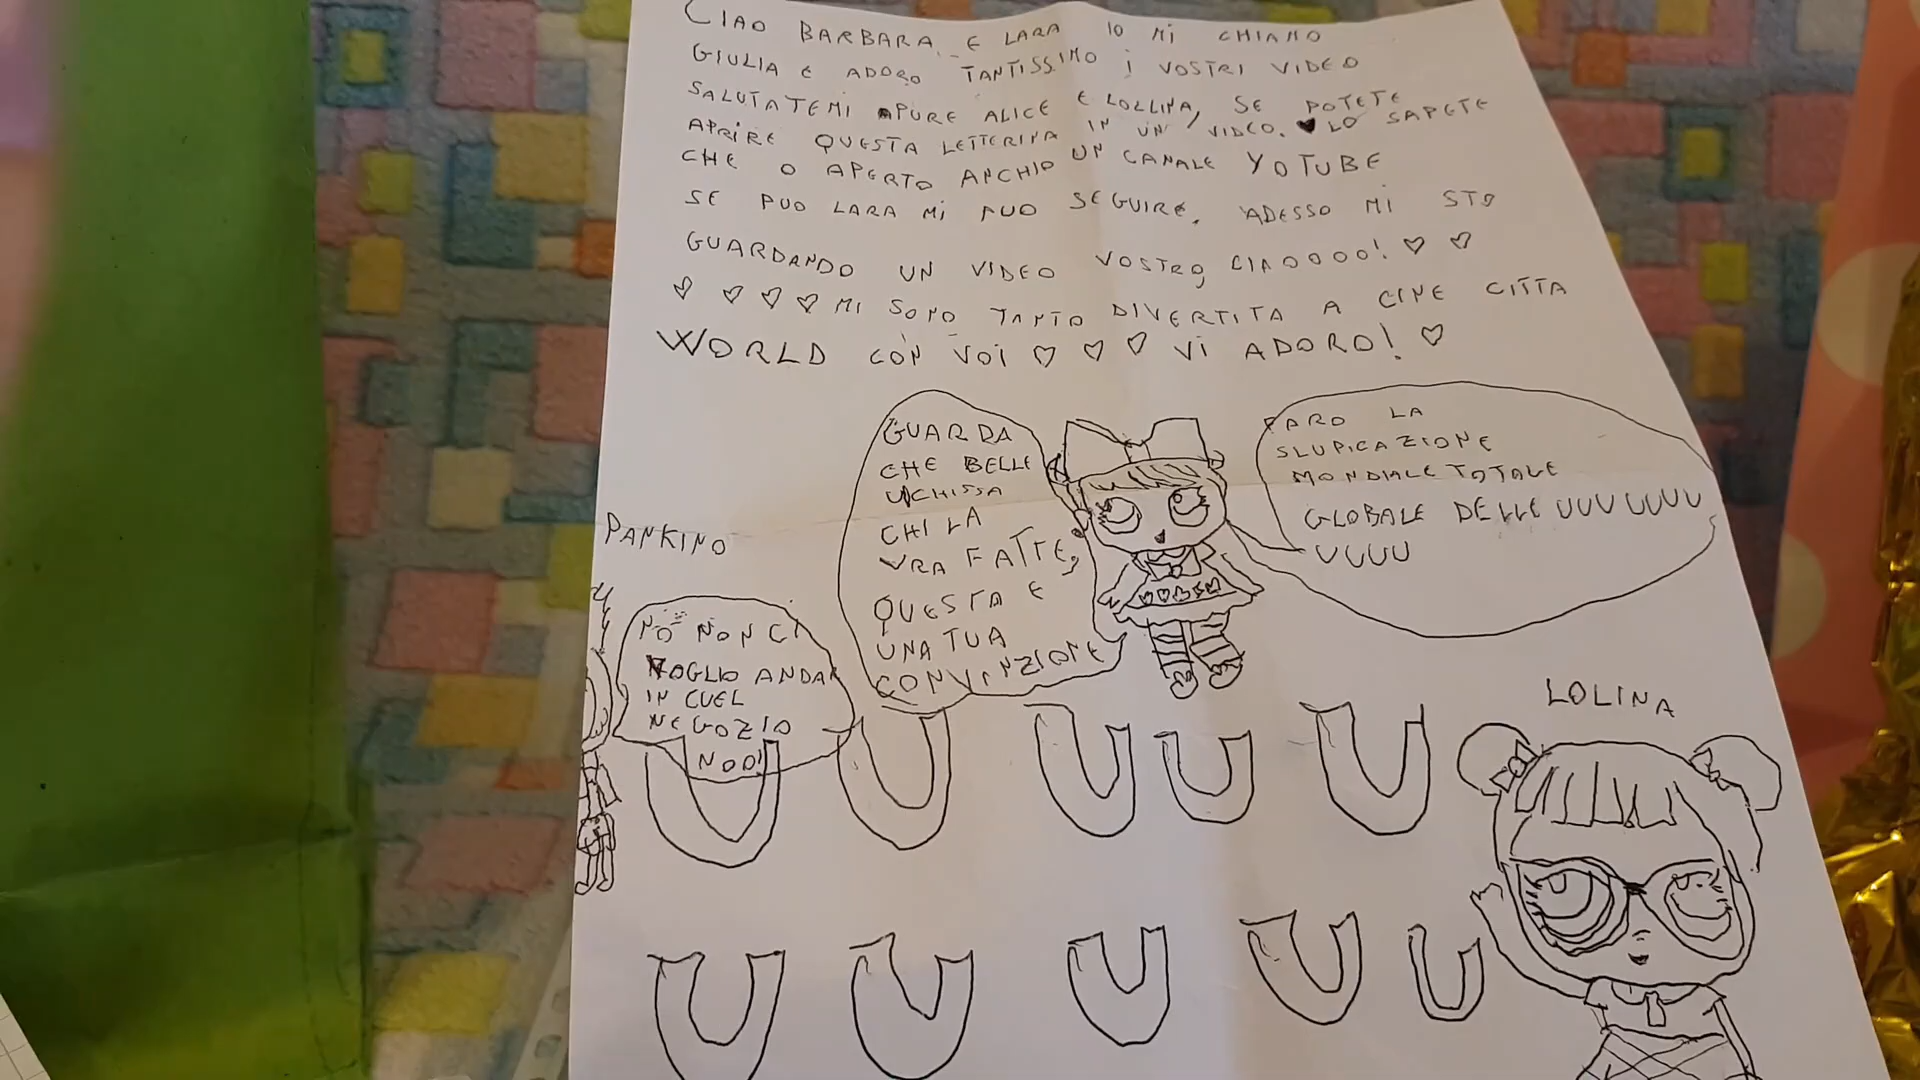 CIAO BARBARA E LARA IO MI CHIAMO
GIULIA E ADORO TANTISSIMO I VOSTRI VIDEO
SALUTATEMI PURE ALICE E LOLLINA, SE POTETE
APRIRE QUESTA LETTERINA IN UN VIDEO. LO SAPETE
CHE O APERTO ANCHIO UN CANALE YOTUBE
SE PUO LARA MI PUO SEGUIRE. ADESSO MI STO
GUARDANDO UN VIDEO VOSTRO, CIAOOOO! ♡ ♡
♡ ♡ ♡ ♡ MI SONO TANTO DIVERTITA A CINE CITTA
WORLD CON VOI ♡ ♡ ♡ VI ADORO! ♡
GUARDA
CHE BELLE
U CHISSA
CHI LA
VRA FATTE,
QUESTA E
UNA TUA
CONVINZIONE
FARO LA
SLUPICAZIONE
MONDIALE TOTALE
GLOBALE DELLE UUUUUUU
UUUU
PANKINO
NO NON CI
VOGLIO ANDAR
IN CUEL
NEGOZIO
NOO!
LOLINA
U U U U U
U U U U U